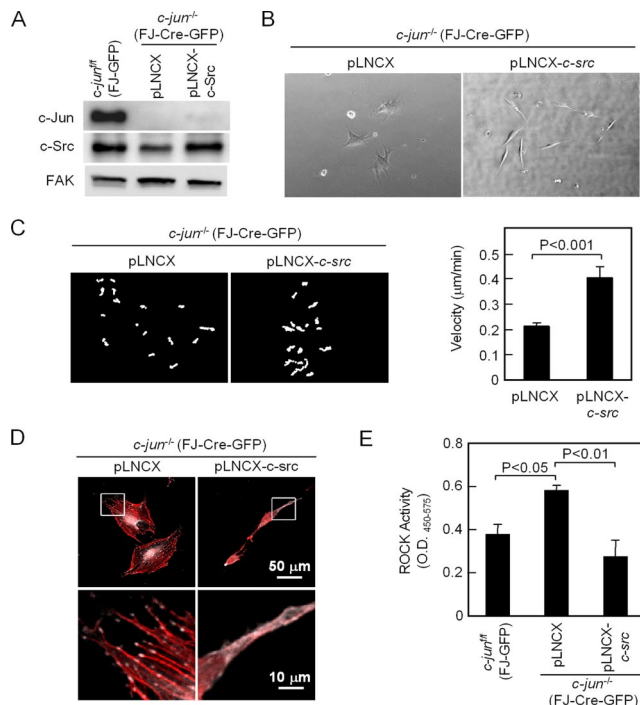 A
c-jun-/-
(FJ-Cre-GFP)
c-junf/f
(FJ-GFP)
pLNCX
pLNCX-
c-Src
c-Jun
c-Src
FAK
B
c-jun-/- (FJ-Cre-GFP)
pLNCX
pLNCX-c-src
C
c-jun-/- (FJ-Cre-GFP)
pLNCX
pLNCX-c-src
Velocity (μm/min)
0.5
0.4
0.3
0.2
0.1
0
P<0.001
pLNCX
pLNCX-
c-src
D
c-jun-/- (FJ-Cre-GFP)
pLNCX
pLNCX-c-src
50 μm
10 μm
E
ROCK Activity
(O.D. 450-575)
0.8
0.6
0.4
0.2
0
P<0.05
P<0.01
c-junf/f
(FJ-GFP)
pLNCX
pLNCX-
c-src
c-jun-/-
(FJ-Cre-GFP)